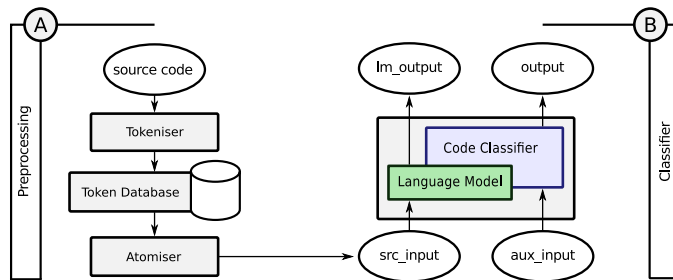 A
B
Preprocessing
source code
Tokeniser
Token Database
Atomiser
lm_output
output
Code Classifier
Language Model
src_input
aux_input
Classifier